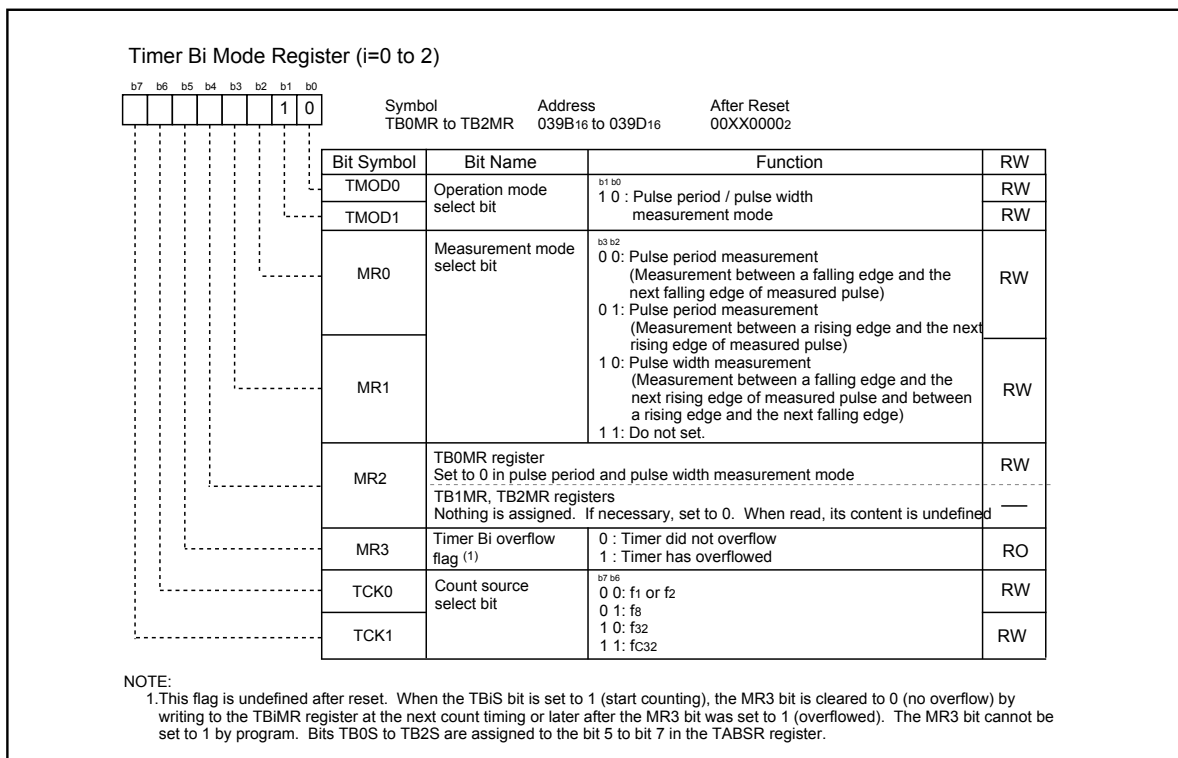 Timer Bi Mode Register (i=0 to 2)
b7 b6 b5 b4 b3 b2 b1 b0
1 0
Symbol Address After Reset
TB0MR to TB2MR 039B16 to 039D16 00XX00002
Bit Symbol Bit Name Function RW
TMOD0 Operation mode select bit b1 b0 RW
1 0 : Pulse period / pulse width
measurement mode
TMOD1 RW
MR0 Measurement mode select bit b3 b2 RW
0 0: Pulse period measurement
(Measurement between a falling edge and the
next falling edge of measured pulse)
0 1: Pulse period measurement
(Measurement between a rising edge and the next
rising edge of measured pulse)
MR1 RW
1 0: Pulse width measurement
(Measurement between a falling edge and the
next rising edge of measured pulse and between
a rising edge and the next falling edge)
1 1: Do not set.
MR2 TB0MR register RW
Set to 0 in pulse period and pulse width measurement mode
TB1MR, TB2MR registers —
Nothing is assigned. If necessary, set to 0. When read, its content is undefined
MR3 Timer Bi overflow flag (1) 0 : Timer did not overflow RO
1 : Timer has overflowed
TCK0 Count source select bit b7 b6 RW
0 0: f1 or f2
0 1: f8
TCK1 1 0: f32 RW
1 1: fC32
NOTE:
1.This flag is undefined after reset. When the TBiS bit is set to 1 (start counting), the MR3 bit is cleared to 0 (no overflow) by
writing to the TBiMR register at the next count timing or later after the MR3 bit was set to 1 (overflowed). The MR3 bit cannot be
set to 1 by program. Bits TB0S to TB2S are assigned to the bit 5 to bit 7 in the TABSR register.